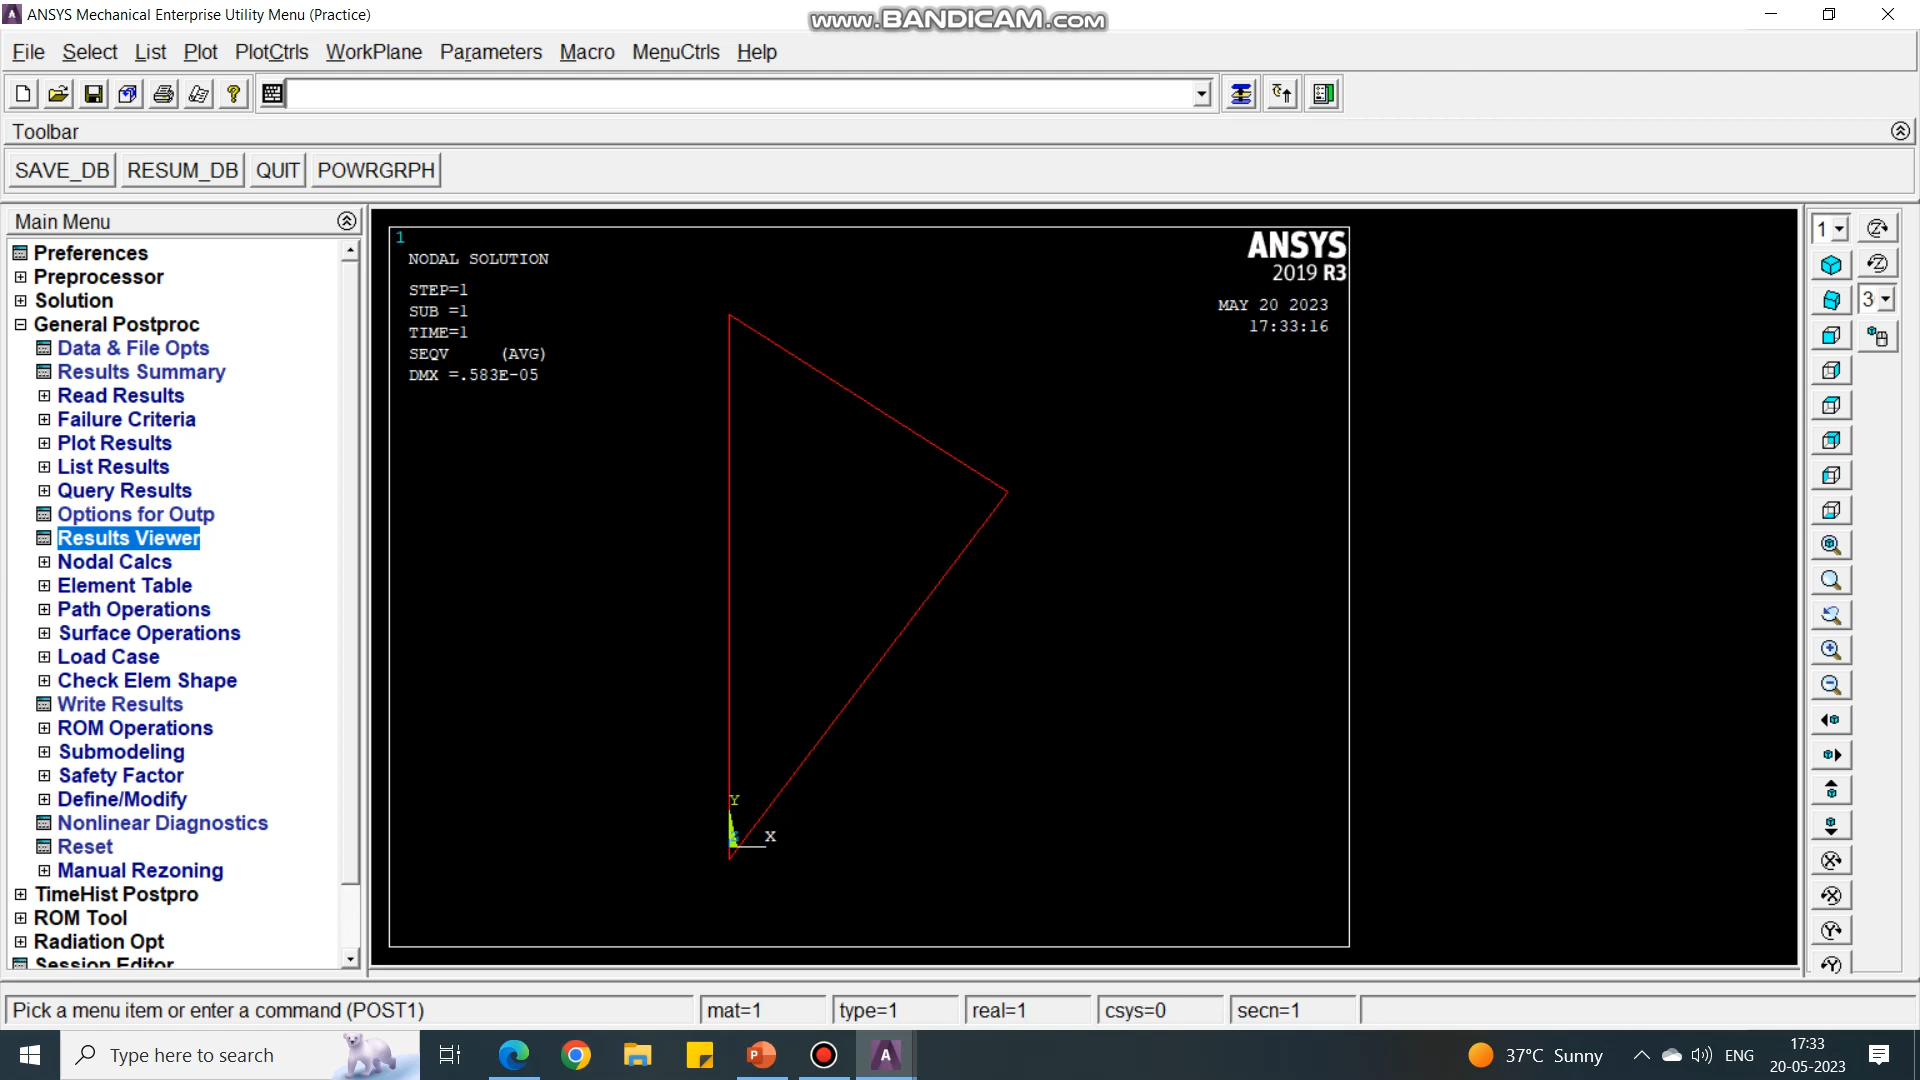 ANSYS Mechanical Enterprise Utility Menu (Practice)
www.BANDICAM.com
File Select List Plot PlotCtrls WorkPlane Parameters Macro MenuCtrls Help
Toolbar
SAVE_DB RESUM_DB QUIT POWRGRPH
Main Menu
Preferences
Preprocessor
Solution
General Postproc
Data & File Opts
Results Summary
Read Results
Failure Criteria
Plot Results
List Results
Query Results
Options for Outp
Results Viewer
Nodal Calcs
Element Table
Path Operations
Surface Operations
Load Case
Check Elem Shape
Write Results
ROM Operations
Submodeling
Safety Factor
Define/Modify
Nonlinear Diagnostics
Reset
Manual Rezoning
TimeHist Postpro
ROM Tool
Radiation Opt
Session Editor
1
NODAL SOLUTION
STEP=1
SUB =1
TIME=1
SEQV (AVG)
DMX =.583E-05
ANSYS
2019 R3
MAY 20 2023
17:33:16
Y
X
1
3
Pick a menu item or enter a command (POST1)
mat=1
type=1
real=1
csys=0
secn=1
Type here to search
37°C Sunny
ENG
17:33
20-05-2023